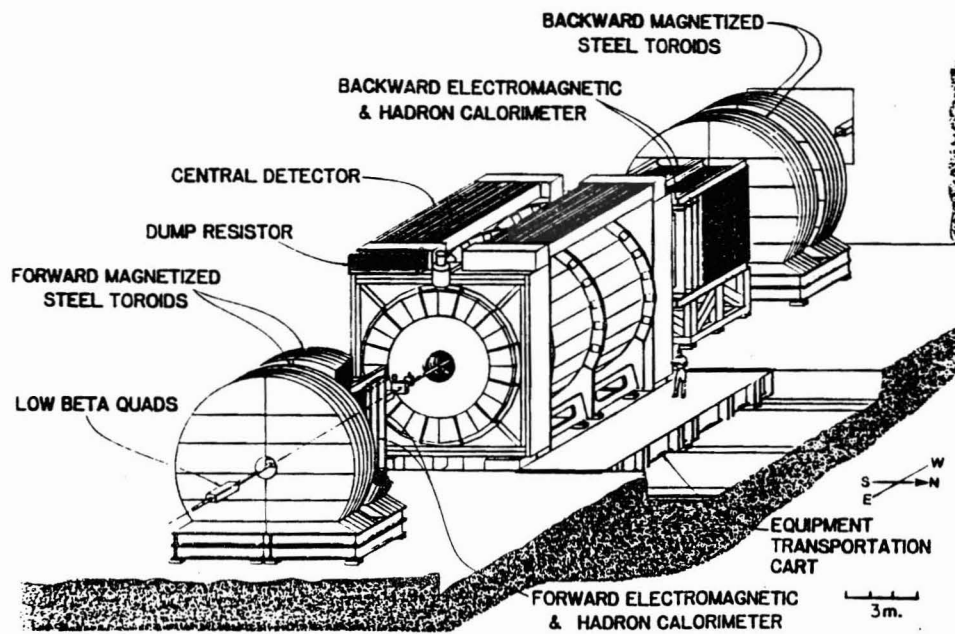 BACKWARD MAGNETIZED
STEEL TOROIDS
BACKWARD ELECTROMAGNETIC
& HADRON CALORIMETER
CENTRAL DETECTOR
DUMP RESISTOR
FORWARD MAGNETIZED
STEEL TOROIDS
LOW BETA QUADS
W
S N
E
EQUIPMENT
TRANSPORTATION
CART
3m.
FORWARD ELECTROMAGNETIC
& HADRON CALORIMETER